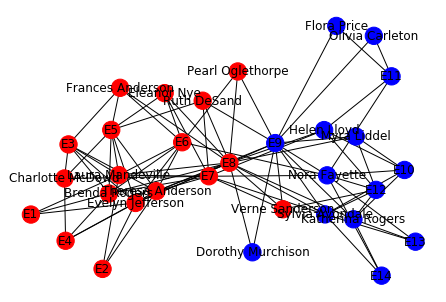 Flora Price
Olivia Carleton
E11
Pearl Oglethorpe
Frances Anderson
Eleanor Nye
Ruth DeSand
E5
Helen Lloyd
Myra Liddel
E3
E6
E9
E8
E10
Charlotte McDowd
Laura Mandeville
E7
Nora Fayette
Brenda Rogers
Anderson
E12
Evelyn Jefferson
Verne Sanderson
Sylvia Avondale
Katherina Rogers
E1
E4
E13
Dorothy Murchison
E2
E14